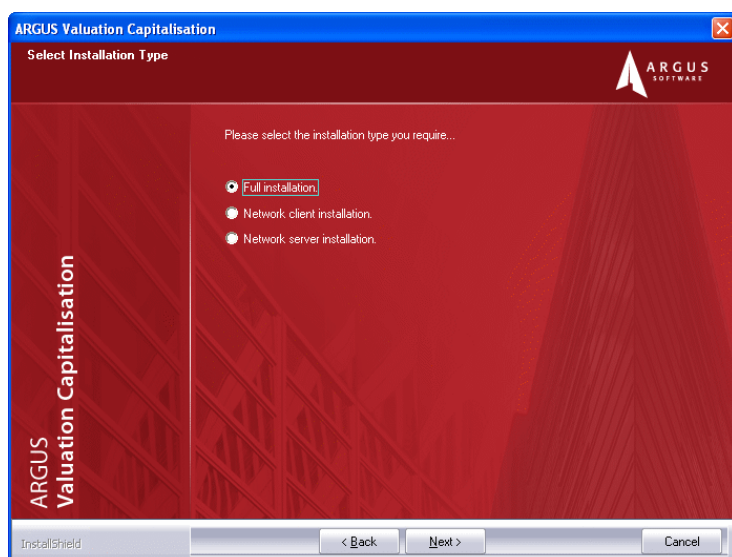 ARGUS Valuation Capitalisation
Select Installation Type
ARGUS
SOFTWARE
Please select the installation type you require...
Full installation.
Network client installation.
Network server installation.
ARGUS
Valuation Capitalisation
InstallShield
< Back
Next >
Cancel